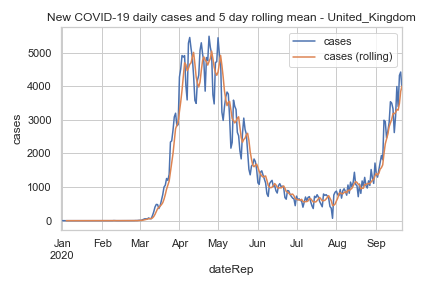 New COVID-19 daily cases and 5 day rolling mean - United_Kingdom
cases
cases (rolling)
cases
5000
4000
3000
2000
1000
0
Jan Feb Mar Apr May Jun Jul Aug Sep
2020
dateRep